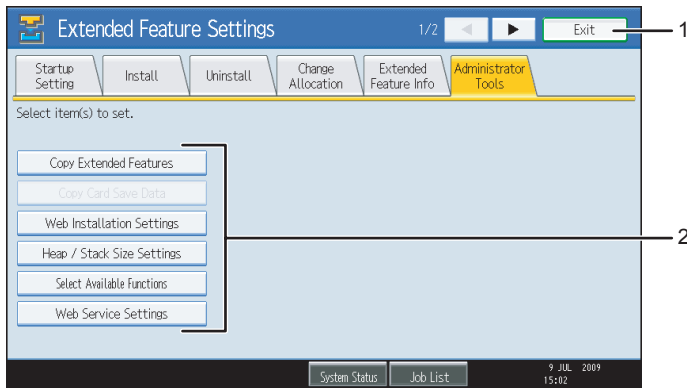 Extended Feature Settings
1/2
Exit
1
Startup Setting
Install
Uninstall
Change Allocation
Extended Feature Info
Administrator Tools
Select item(s) to set.
Copy Extended Features
Copy Card Save Data
Web Installation Settings
Heap / Stack Size Settings
Select Available Functions
Web Service Settings
2
System Status
Job List
9 JUL 2009
15:02